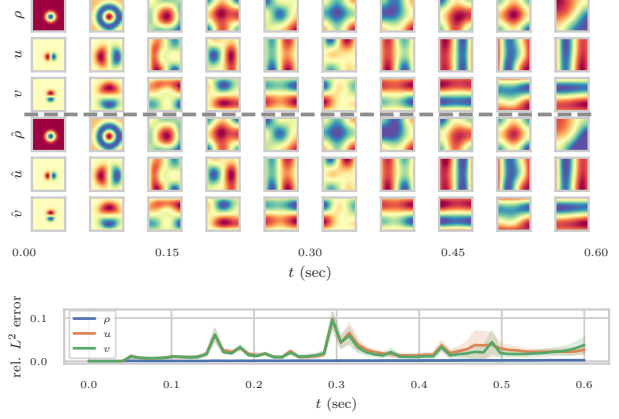 ρ
u
v
ρ̂
û
v̂
0.00 0.15 0.30 0.45 0.60
t (sec)
rel. L² error
0.1
0.0
ρ
u
v
0.0 0.1 0.2 0.3 0.4 0.5 0.6
t (sec)